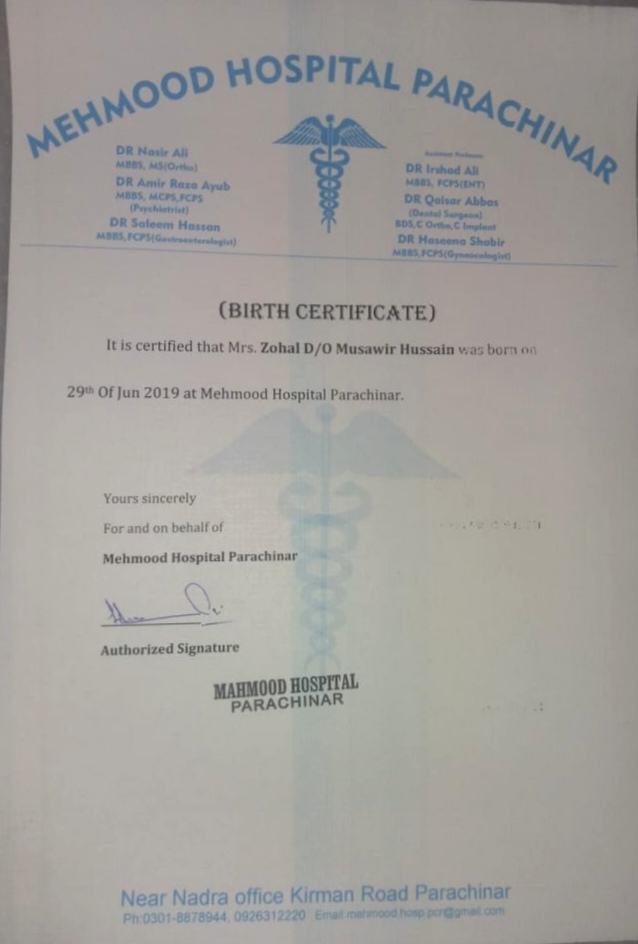 MEHMOOD HOSPITAL PARACHINAR
DR Nasir Ali
MBBS, MS(Ortho)
DR Amir Raza Ayub
MBBS, MCPS,FCPS
(Psychiatrist)
DR Saleem Hassan
MBBS,FCPS(Gastroenterologist)
Assistant Professor
DR Irshad Ali
MBBS, FCPS(ENT)
DR Qaisar Abbas
(Dental Surgeon)
BDS,C Ortho,C Implant
DR Haseena Shabir
MBBS,FCPS(Gynaecologist)
(BIRTH CERTIFICATE)
It is certified that Mrs. Zohal D/O Musawir Hussain was born on
29th Of Jun 2019 at Mehmood Hospital Parachinar.
Yours sincerely
For and on behalf of
Mehmood Hospital Parachinar
Authorized Signature
MAHMOOD HOSPITAL
PARACHINAR
Near Nadra office Kirman Road Parachinar
Ph:0301-8878944, 0926312220 Email:mehmood.hosp.pcr@gmail.com